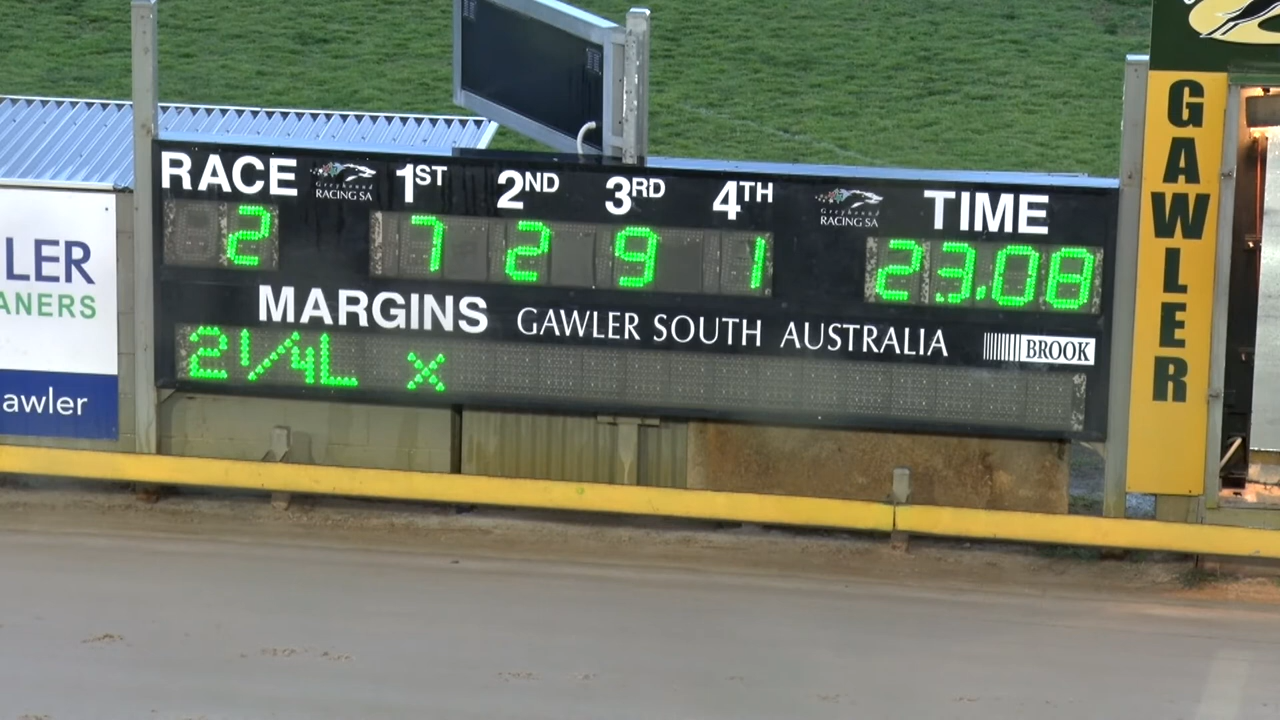 RACE 1ST 2ND 3RD 4TH TIME
Greyhound
RACING SA
Greyhound
RACING SA
2 7 2 9 1 23.08
MARGINS GAWLER SOUTH AUSTRALIA BROOK
2 1/4L x
GAWLER
LER
ANERS
awler